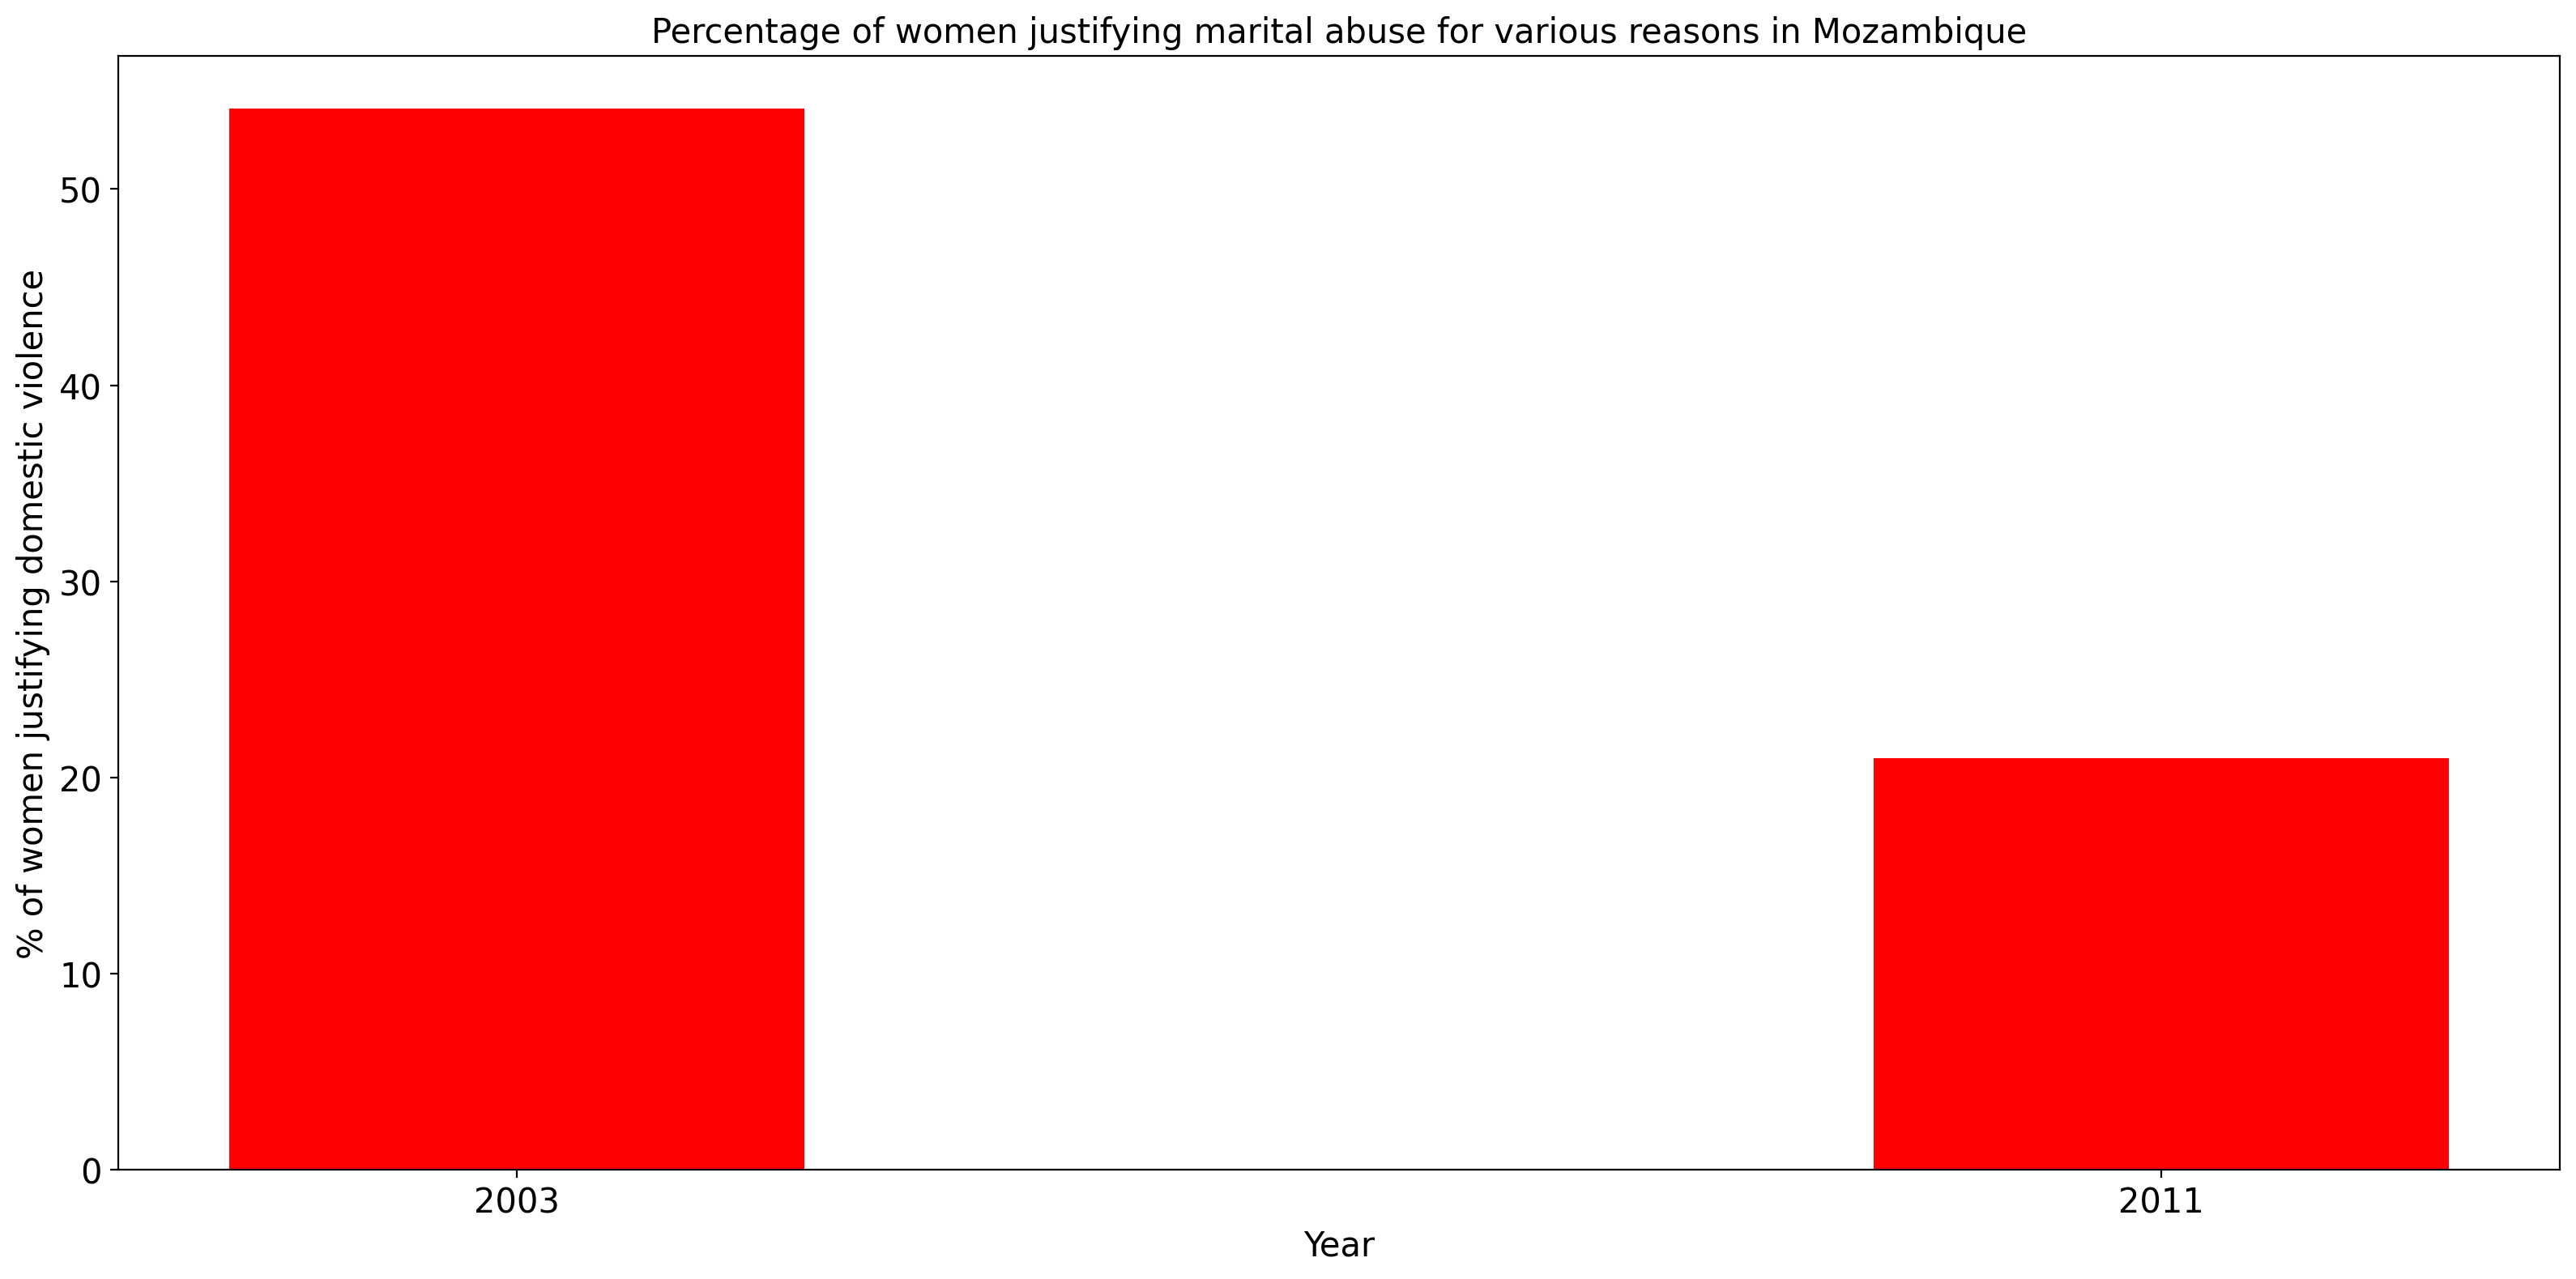 Percentage of women justifying marital abuse for various reasons in Mozambique
% of women justifying domestic violence
50
40
30
20
10
0
2003
2011
Year